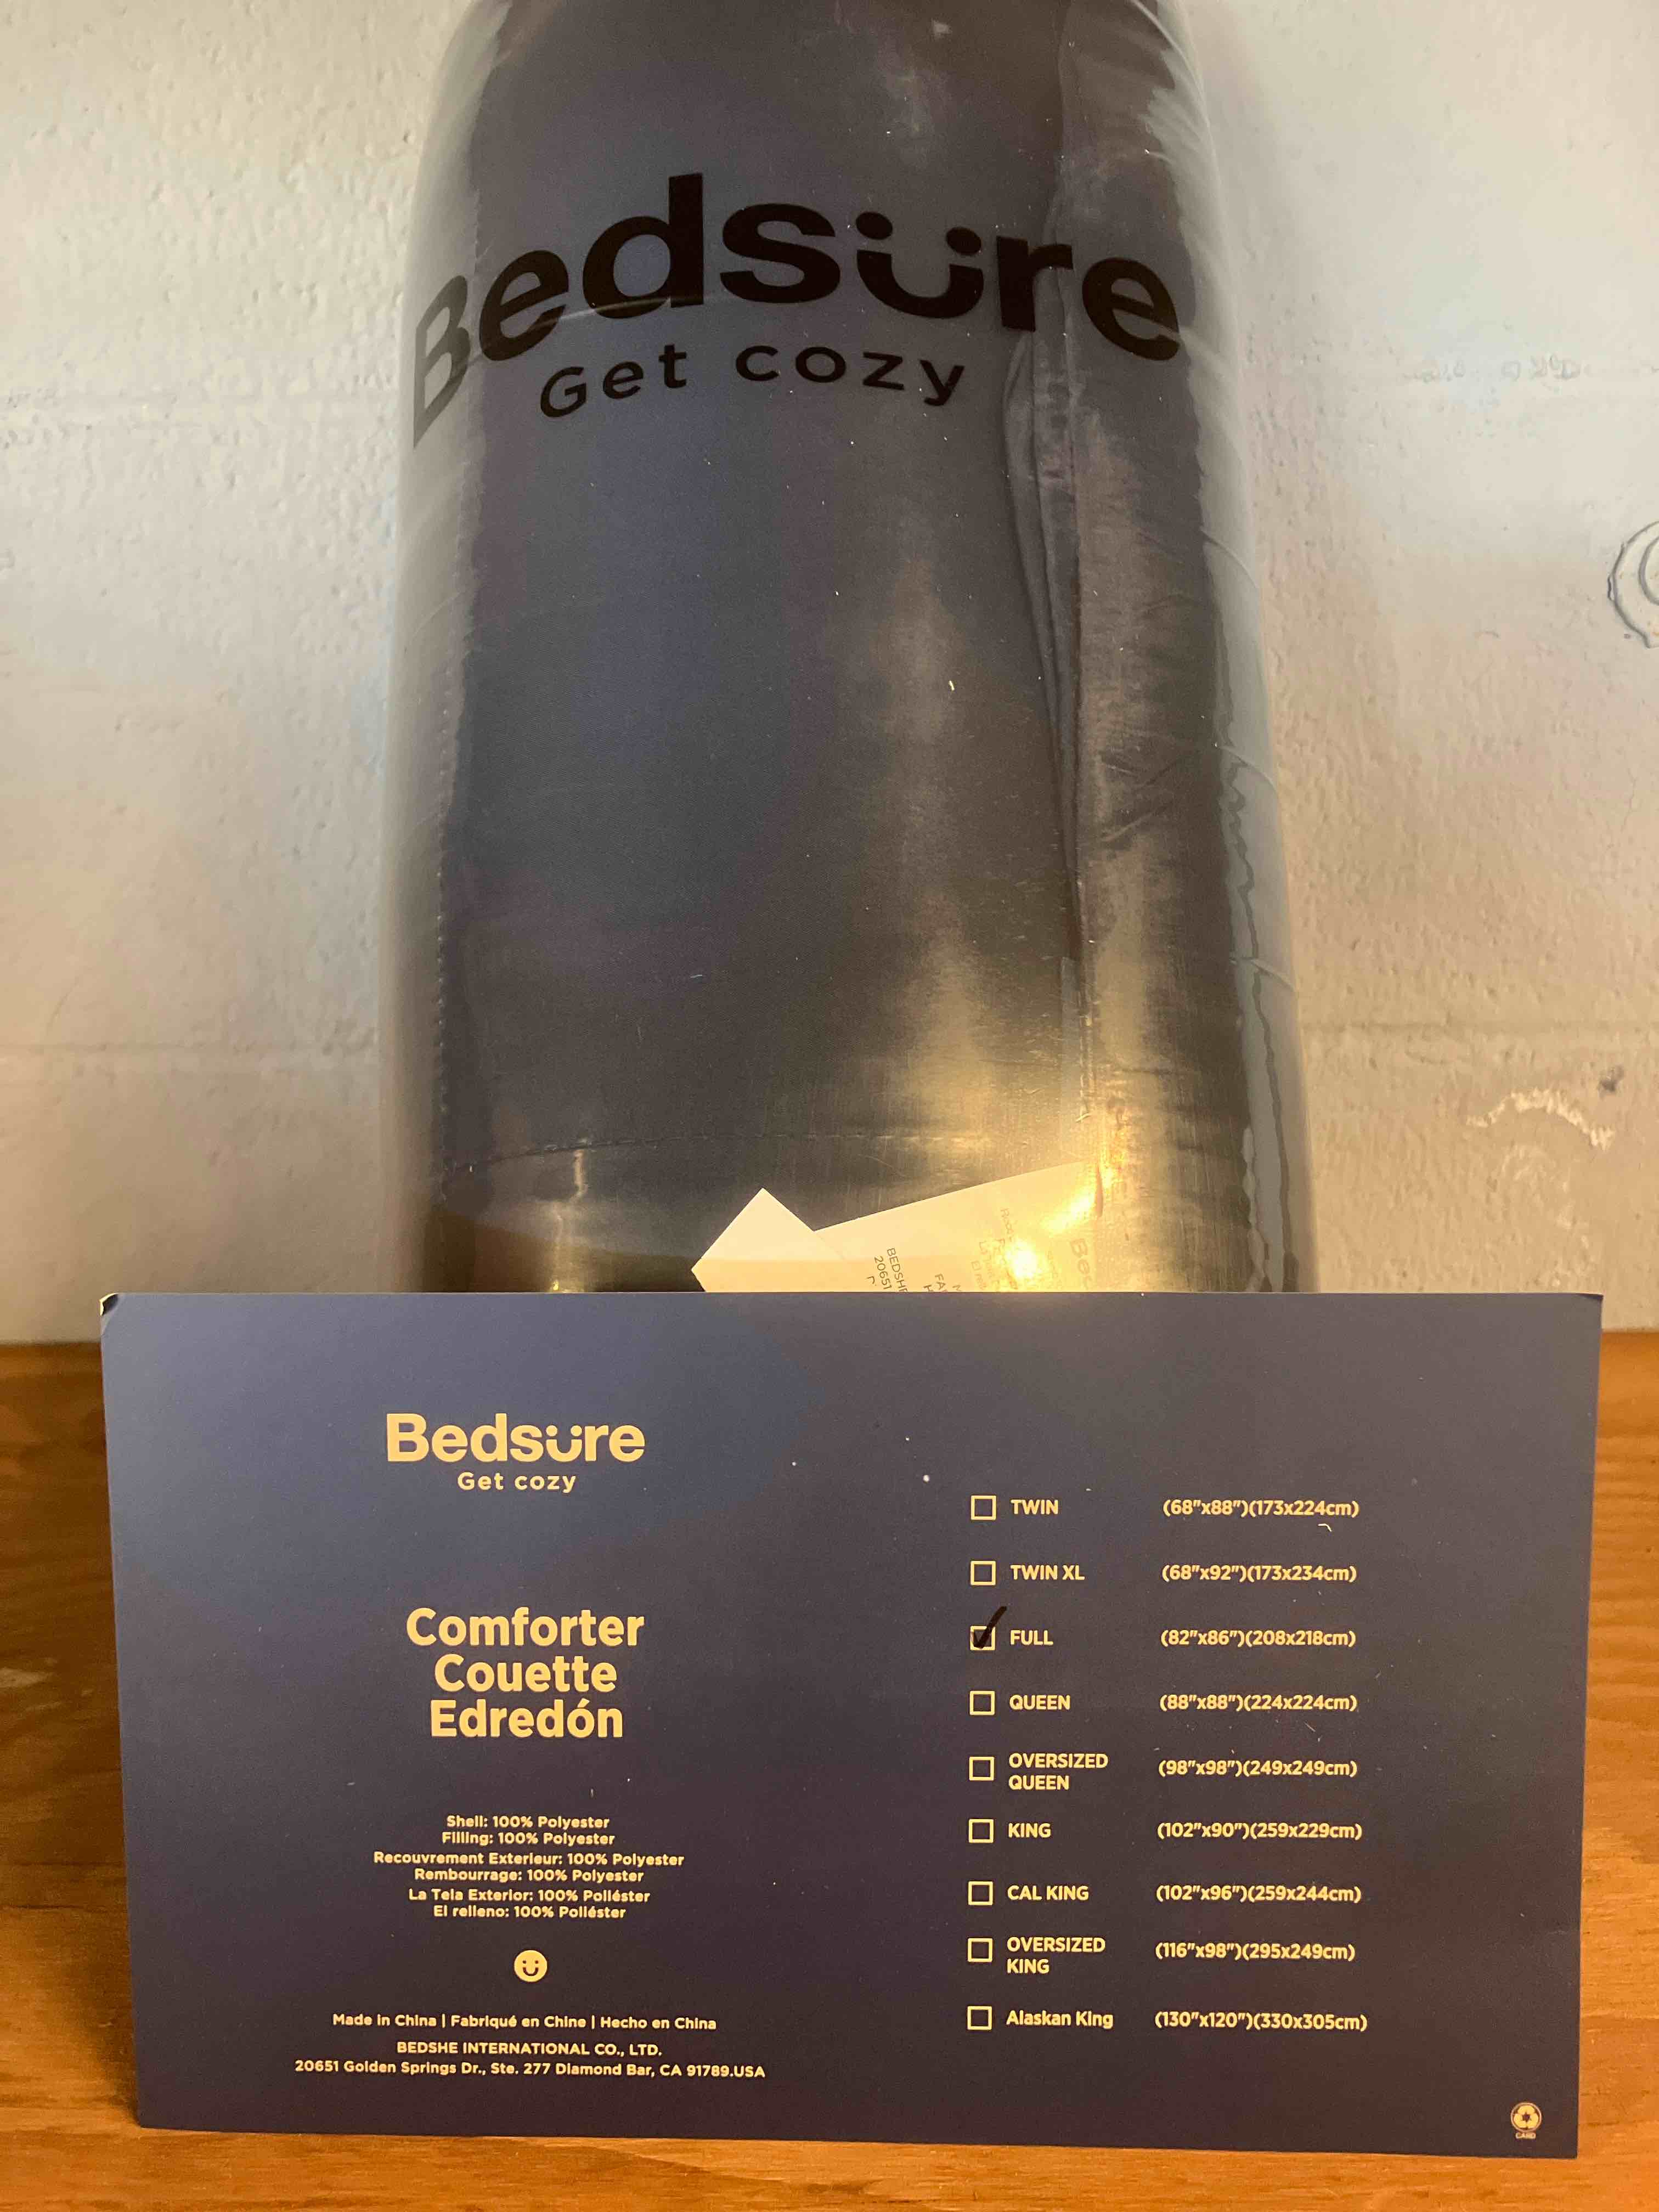 Bedsure
Get cozy
BEDSHE
20651
FA
Bedsure
Get cozy
Comforter
Couette
Edredón
Shell: 100% Polyester
Filling: 100% Polyester
Recouvrement Exterieur: 100% Polyester
Rembourrage: 100% Polyester
La Tela Exterior: 100% Poliéster
El relleno: 100% Poliéster
Made in China | Fabriqué en Chine | Hecho en China
BEDSHE INTERNATIONAL CO., LTD.
20651 Golden Springs Dr., Ste. 277 Diamond Bar, CA 91789.USA
TWIN (68"x88")(173x224cm)
TWIN XL (68"x92")(173x234cm)
FULL (82"x86")(208x218cm)
QUEEN (88"x88")(224x224cm)
OVERSIZED
QUEEN (98"x98")(249x249cm)
KING (102"x90")(259x229cm)
CAL KING (102"x96")(259x244cm)
OVERSIZED
KING (116"x98")(295x249cm)
Alaskan King (130"x120")(330x305cm)
CARD